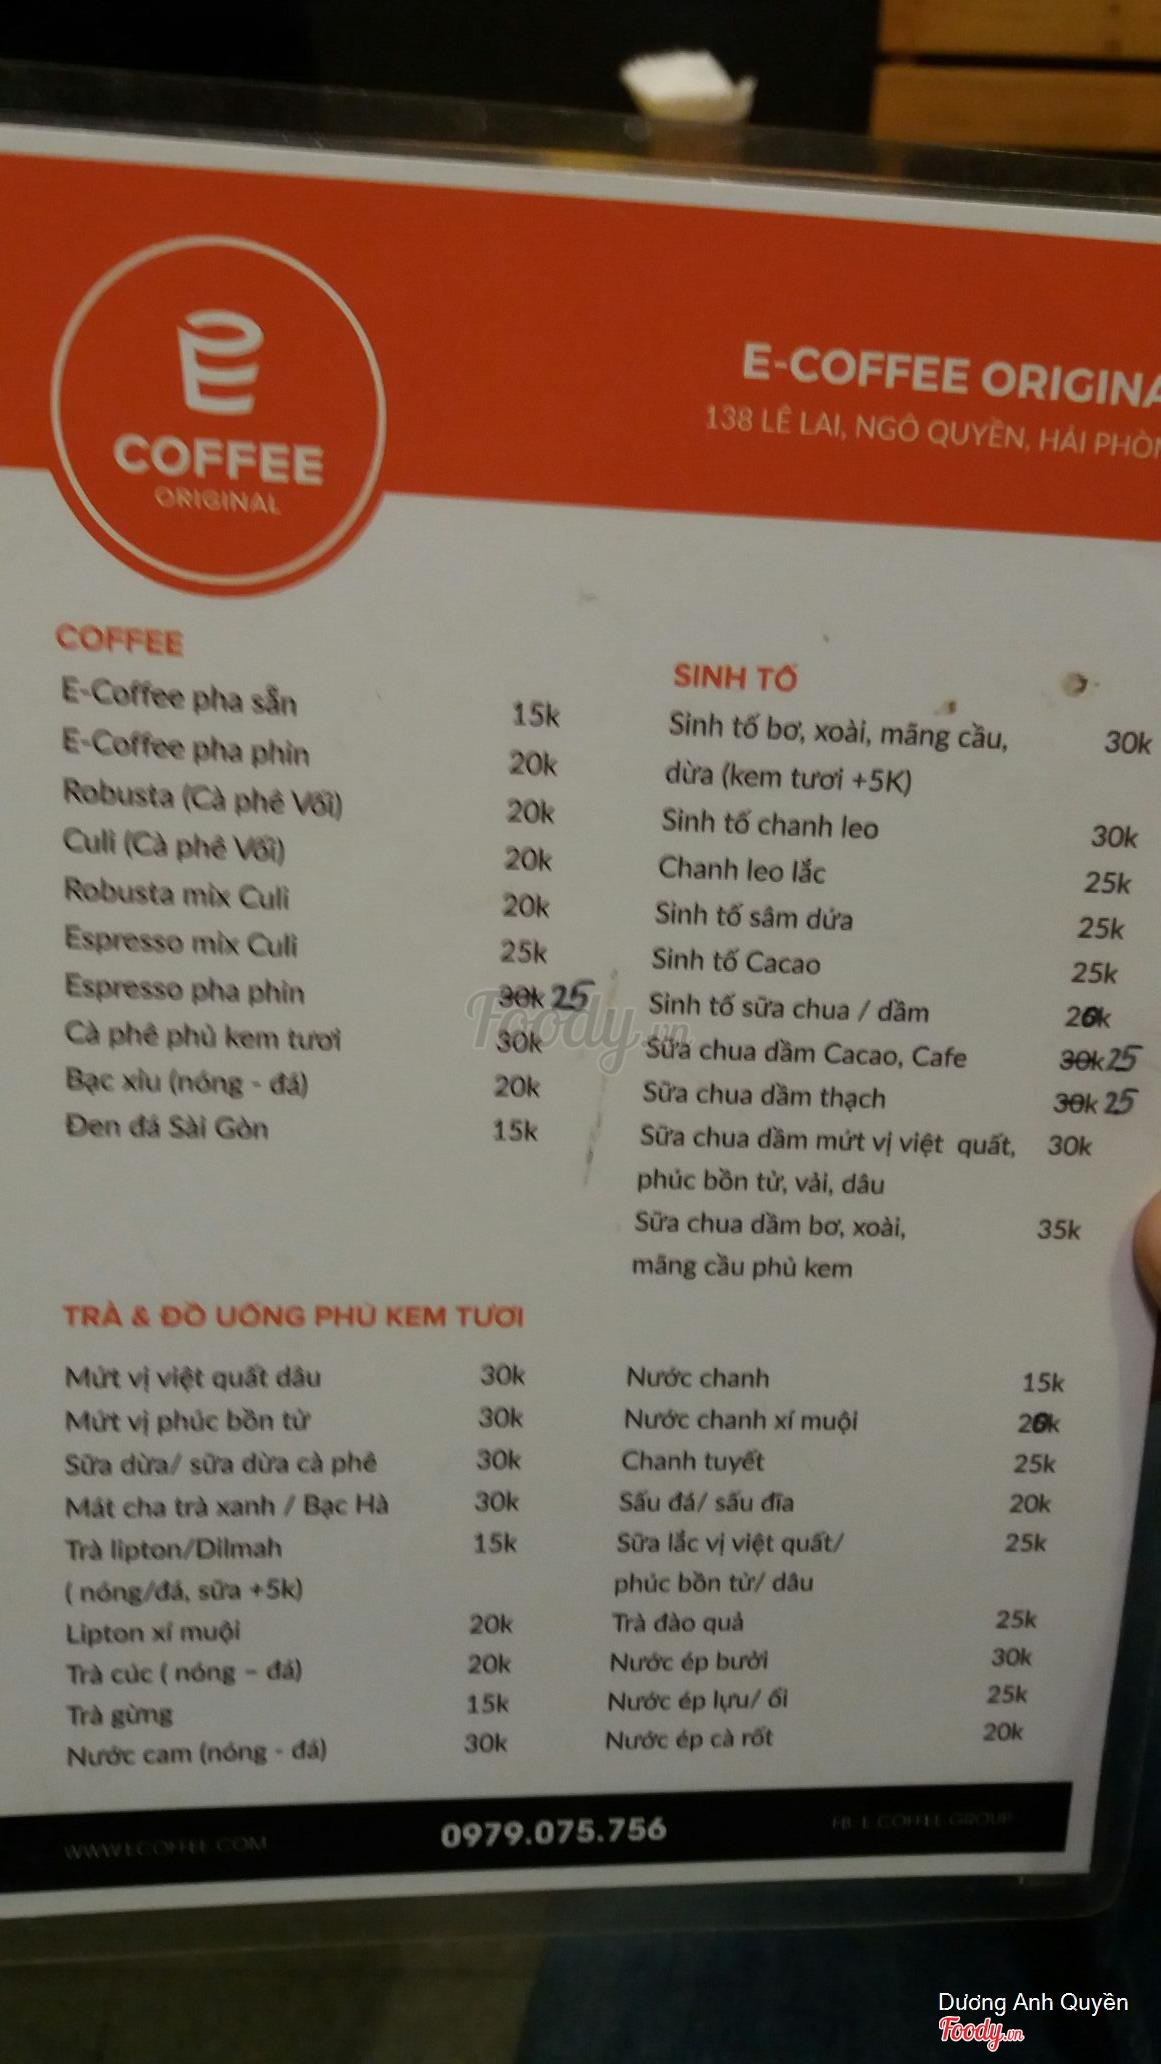 COFFEE
ORIGINAL
E-COFFEE ORIGINA
138 LÊ LAI, NGÔ QUYỀN, HẢI PHÒN
COFFEE
E-Coffee pha sẵn 15k
E-Coffee pha phin 20k
Robusta (Cà phê Vối) 20k
Culi (Cà phê Vối) 20k
Robusta mix Culi 20k
Espresso mix Culi 25k
Espresso pha phin 30k 25
Cà phê phủ kem tươi 30k
Bạc xỉu (nóng - đá) 20k
Đen đá Sài Gòn 15k
SINH TỐ
Sinh tố bơ, xoài, mãng cầu, 30k
dừa (kem tươi +5K)
Sinh tố chanh leo 30k
Chanh leo lắc 25k
Sinh tố sâm dứa 25k
Sinh tố Cacao 25k
Sinh tố sữa chua / dầm
Sữa chua dầm Cacao, Cafe 30k 25
Sữa chua dầm thạch 30k 25
Sữa chua dầm mứt vị việt quất, 30k
phúc bồn tử, vải, dâu
Sữa chua dầm bơ, xoài, 35k
mãng cầu phủ kem
TRÀ & ĐỒ UỐNG PHỦ KEM TƯƠI
Mứt vị việt quất dâu 30k
Mứt vị phúc bồn tử 30k
Sữa dừa/ sữa dừa cà phê 30k
Mát cha trà xanh / Bạc Hà 30k
Trà lipton/Dilmah 15k
( nóng/đá, sữa +5k)
Lipton xí muội 20k
Trà cúc ( nóng - đá) 20k
Trà gừng 15k
Nước cam (nóng - đá) 30k
Nước chanh 15k
Nước chanh xí muội
Chanh tuyết 25k
Sấu đá/ sấu đĩa 20k
Sữa lắc vị việt quất/ 25k
phúc bồn tử/ dâu
Trà đào quả 25k
Nước ép bưởi 30k
Nước ép lựu/ ổi 25k
Nước ép cà rốt 20k
WWW.ECOFFEE.COM
0979.075.756
FB: E COFFEE GROUP
Foody.vn
Dương Anh Quyền
Foody.vn